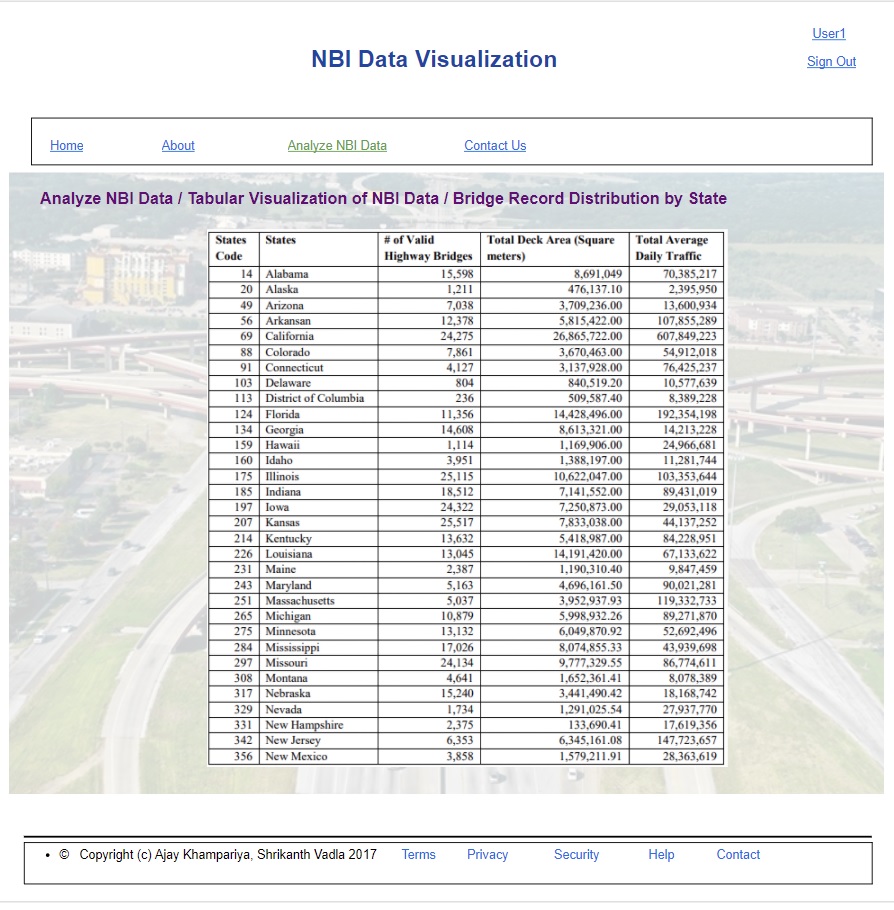 User1
NBI Data Visualization
Sign Out
Home About Analyze NBI Data Contact Us
Analyze NBI Data / Tabular Visualization of NBI Data / Bridge Record Distribution by State
States Code States # of Valid Highway Bridges Total Deck Area (Square meters) Total Average Daily Traffic
14 Alabama 15,598 8,691,049 70,385,217
20 Alaska 1,211 476,137.10 2,395,950
49 Arizona 7,038 3,709,236.00 13,600,934
56 Arkansan 12,378 5,815,422.00 107,855,289
69 California 24,275 26,865,722.00 607,849,223
88 Colorado 7,861 3,670,463.00 54,912,018
91 Connecticut 4,127 3,137,928.00 76,425,237
103 Delaware 804 840,519.20 10,577,639
113 District of Columbia 236 509,587.40 8,389,228
124 Florida 11,356 14,428,496.00 192,354,198
134 Georgia 14,608 8,613,321.00 14,213,228
159 Hawaii 1,114 1,169,906.00 24,966,681
160 Idaho 3,951 1,388,197.00 11,281,744
175 Illinois 25,115 10,622,047.00 103,353,644
185 Indiana 18,512 7,141,552.00 89,431,019
197 Iowa 24,322 7,250,873.00 29,053,118
207 Kansas 25,517 7,833,038.00 44,137,252
214 Kentucky 13,632 5,418,987.00 84,228,951
226 Louisiana 13,045 14,191,420.00 67,133,622
231 Maine 2,387 1,190,310.40 9,847,459
243 Maryland 5,163 4,696,161.50 90,021,281
251 Massachusetts 5,037 3,952,937.93 119,332,733
265 Michigan 10,879 5,998,932.26 89,271,870
275 Minnesota 13,132 6,049,870.92 52,692,496
284 Mississippi 17,026 8,074,855.33 43,939,698
297 Missouri 24,134 9,777,329.55 86,774,611
308 Montana 4,641 1,652,361.41 8,078,389
317 Nebraska 15,240 3,441,490.42 18,168,742
329 Nevada 1,734 1,291,025.54 27,937,770
331 New Hampshire 2,375 133,690.41 17,619,356
342 New Jersey 6,353 6,345,161.08 147,723,657
356 New Mexico 3,858 1,579,211.91 28,363,619
• © Copyright (c) Ajay Khampariya, Shrikanth Vadla 2017 Terms Privacy Security Help Contact